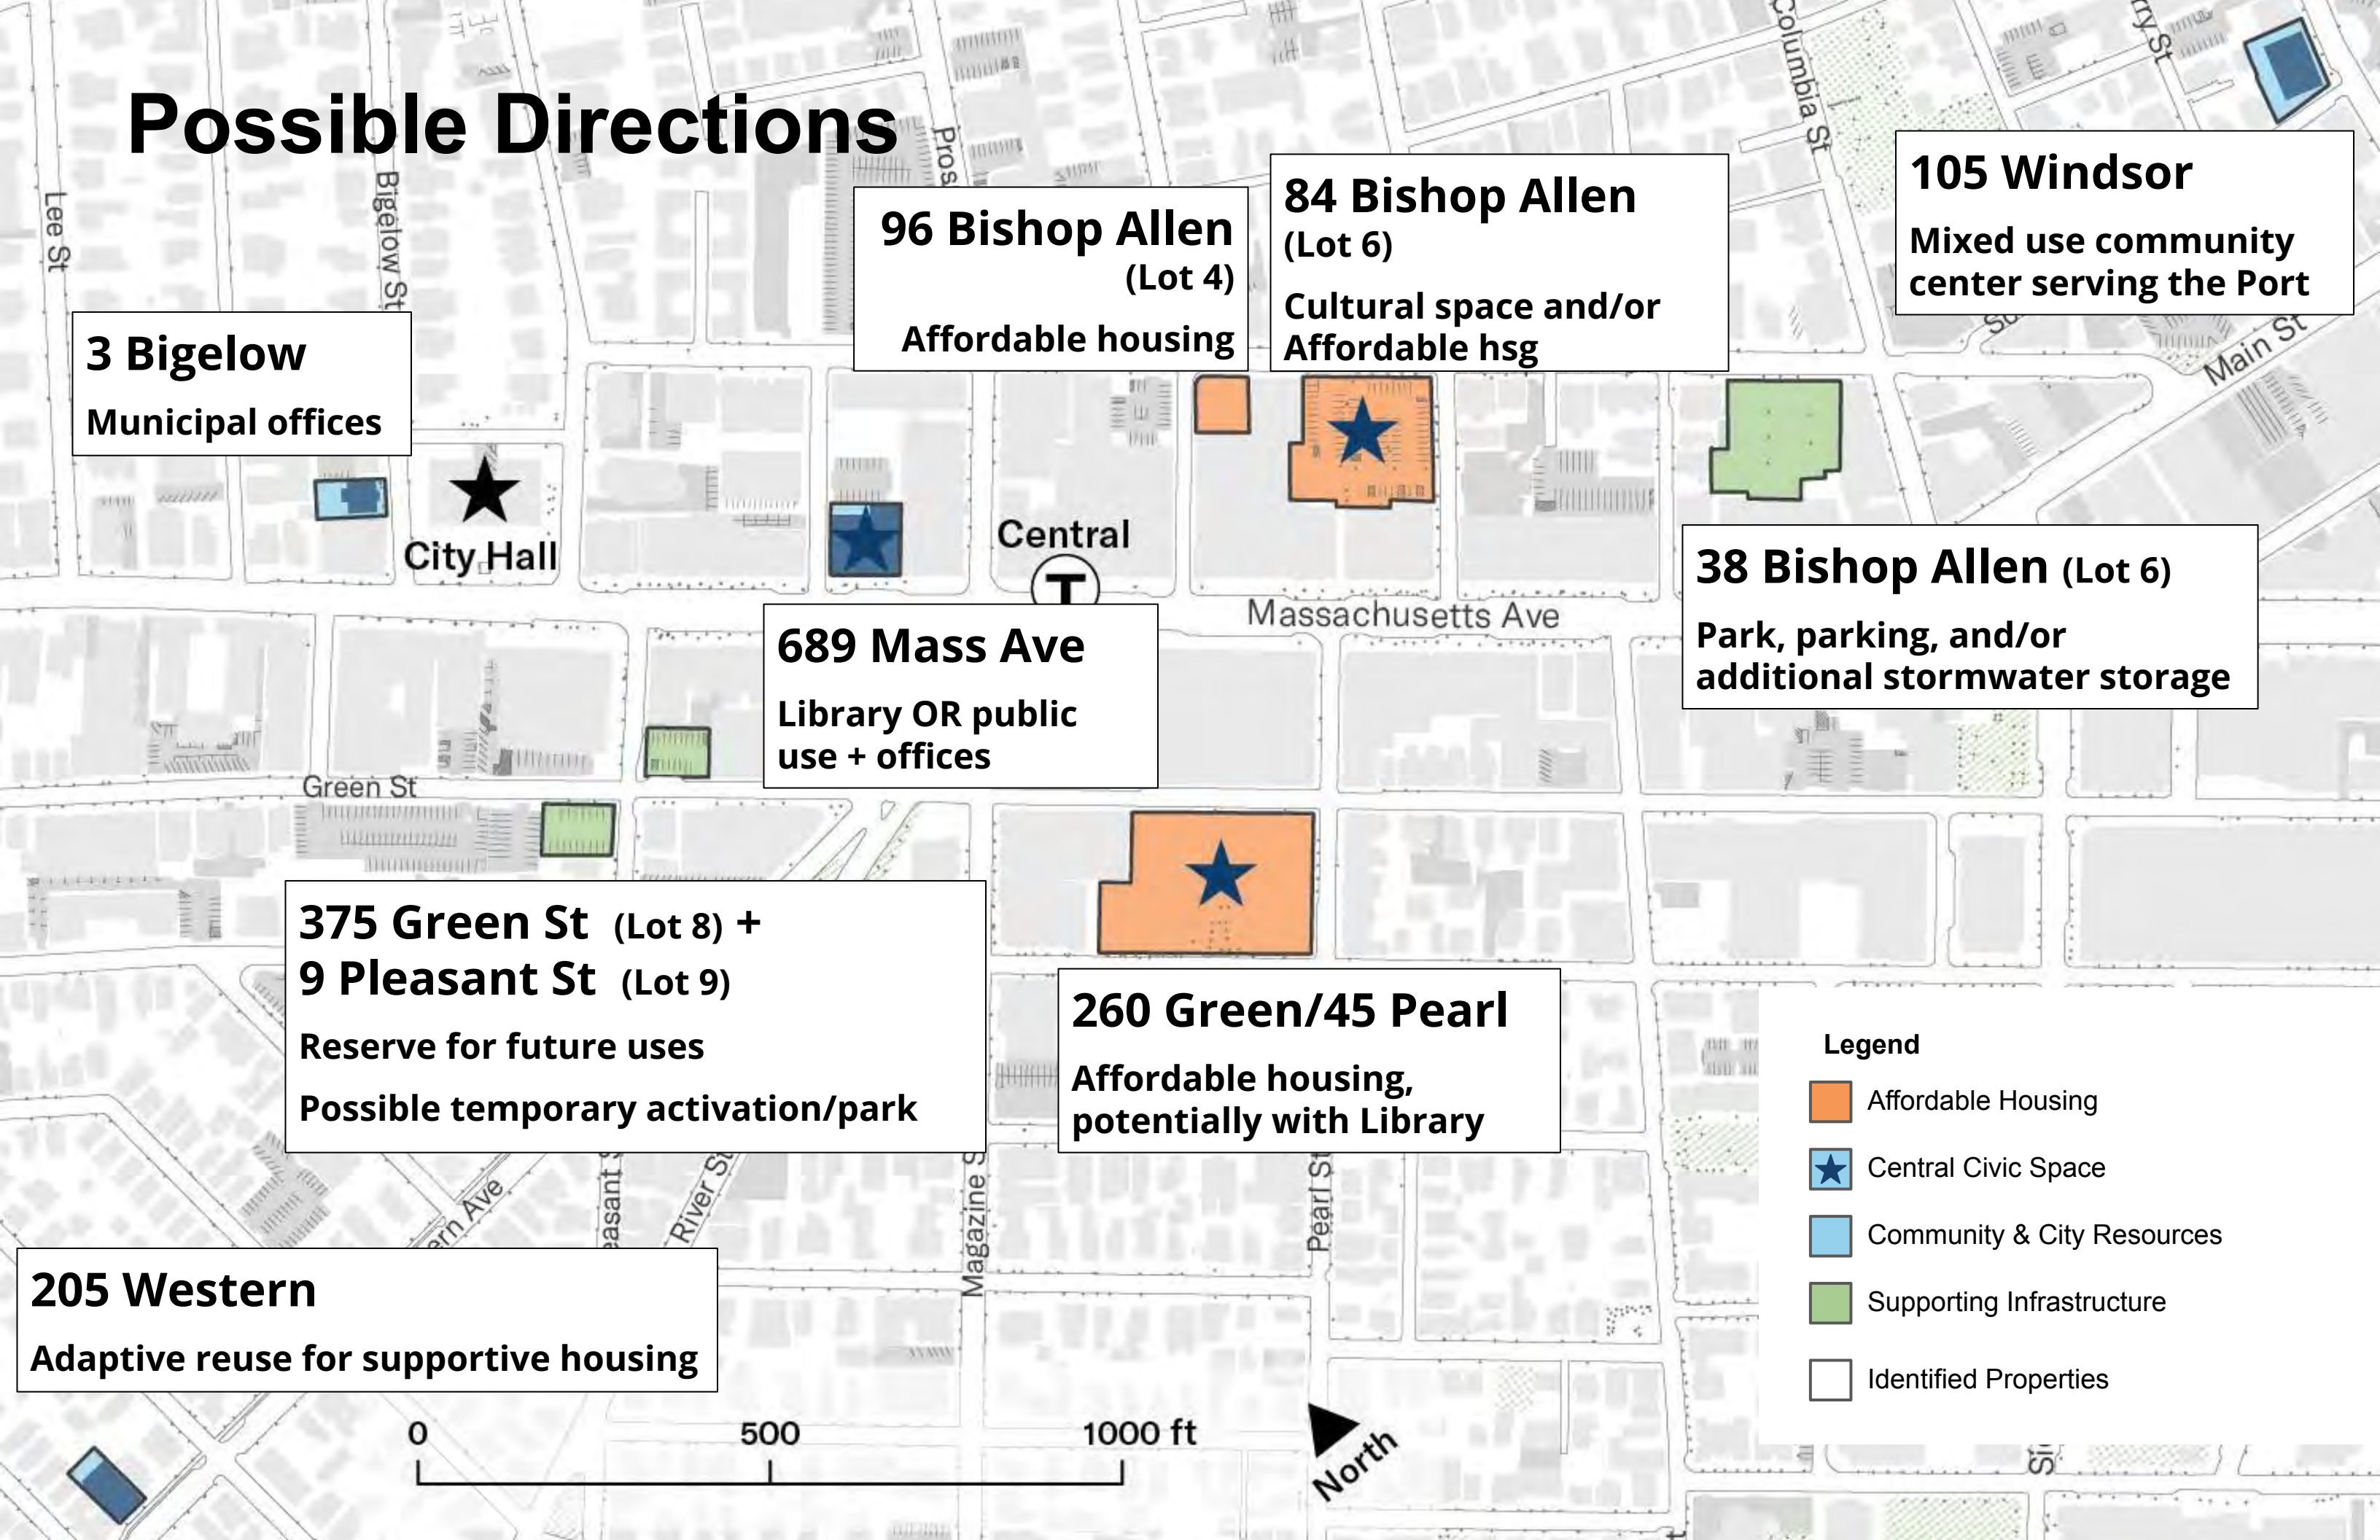 Possible Directions
Lee St
Bigelow St
Pros
Columbia St
rry St
Main St
3 Bigelow
Municipal offices
City Hall
96 Bishop Allen
(Lot 4)
Affordable housing
84 Bishop Allen
(Lot 6)
Cultural space and/or
Affordable hsg
105 Windsor
Mixed use community
center serving the Port
Central
T
Massachusetts Ave
38 Bishop Allen (Lot 6)
Park, parking, and/or
additional stormwater storage
689 Mass Ave
Library OR public
use + offices
Green St
375 Green St (Lot 8) +
9 Pleasant St (Lot 9)
Reserve for future uses
Possible temporary activation/park
260 Green/45 Pearl
Affordable housing,
potentially with Library
ern Ave
easant S
River St
Magazine S
Pearl St
205 Western
Adaptive reuse for supportive housing
0 500 1000 ft
North
Legend
Affordable Housing
Central Civic Space
Community & City Resources
Supporting Infrastructure
Identified Properties